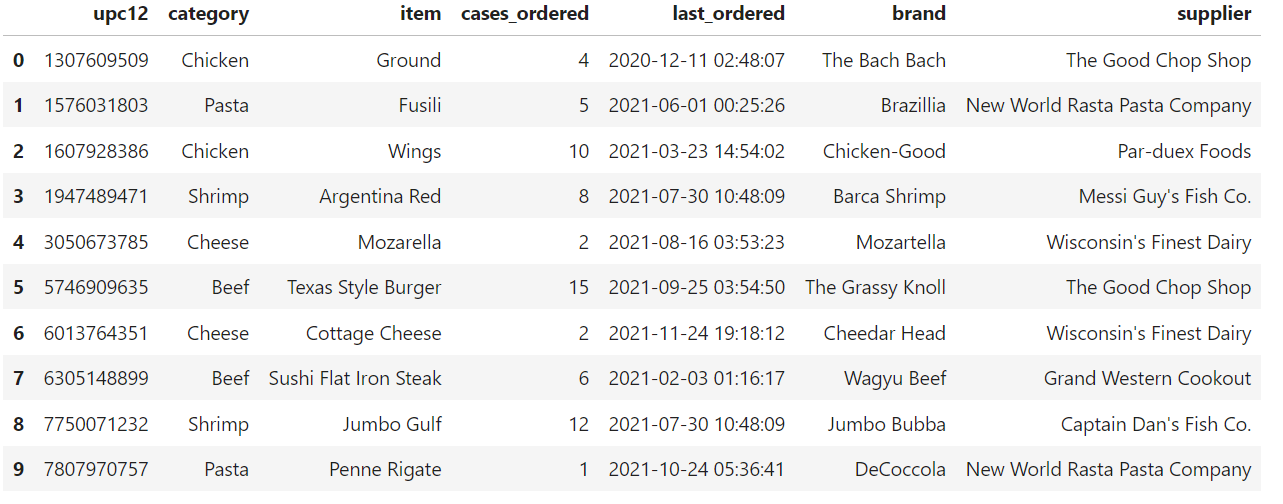 upc12 category item cases_ordered last_ordered brand supplier
0 1307609509 Chicken Ground 4 2020-12-11 02:48:07 The Bach Bach The Good Chop Shop
1 1576031803 Pasta Fusili 5 2021-06-01 00:25:26 Brazillia New World Rasta Pasta Company
2 1607928386 Chicken Wings 10 2021-03-23 14:54:02 Chicken-Good Par-duex Foods
3 1947489471 Shrimp Argentina Red 8 2021-07-30 10:48:09 Barca Shrimp Messi Guy's Fish Co.
4 3050673785 Cheese Mozarella 2 2021-08-16 03:53:23 Mozartella Wisconsin's Finest Dairy
5 5746909635 Beef Texas Style Burger 15 2021-09-25 03:54:50 The Grassy Knoll The Good Chop Shop
6 6013764351 Cheese Cottage Cheese 2 2021-11-24 19:18:12 Cheedar Head Wisconsin's Finest Dairy
7 6305148899 Beef Sushi Flat Iron Steak 6 2021-02-03 01:16:17 Wagyu Beef Grand Western Cookout
8 7750071232 Shrimp Jumbo Gulf 12 2021-07-30 10:48:09 Jumbo Bubba Captain Dan's Fish Co.
9 7807970757 Pasta Penne Rigate 1 2021-10-24 05:36:41 DeCoccola New World Rasta Pasta Company